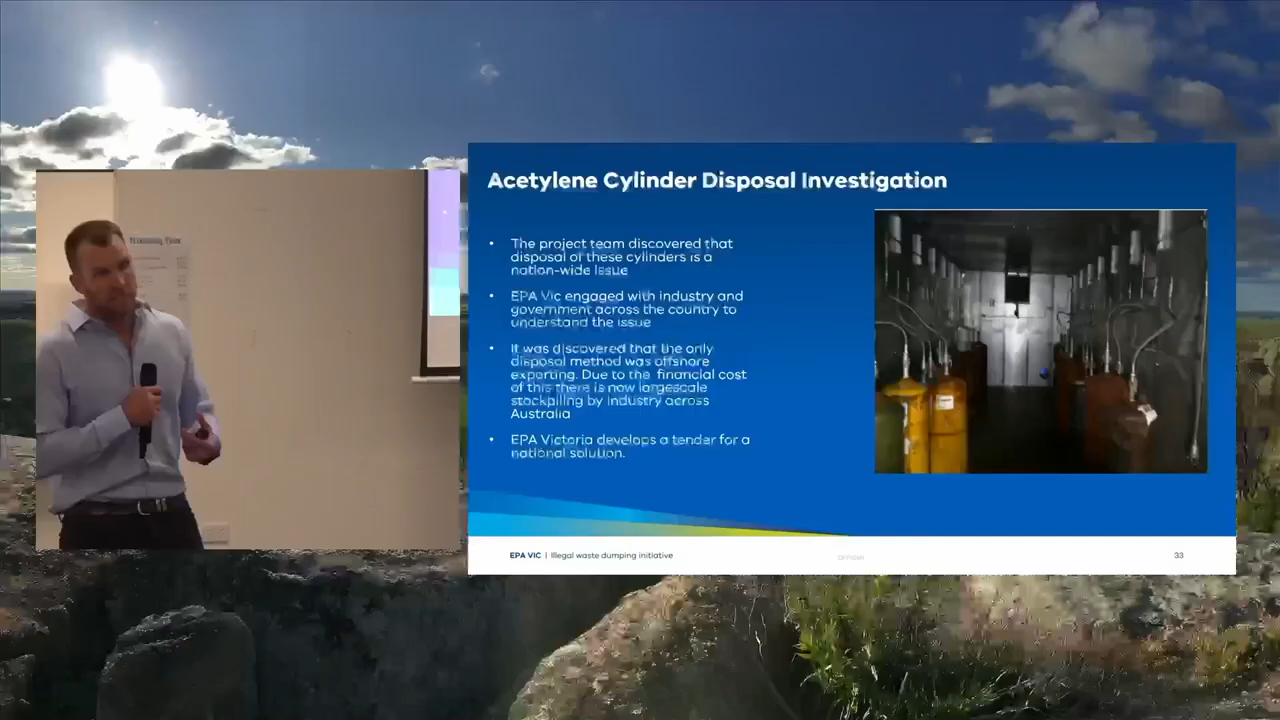 Acetylene Cylinder Disposal Investigation
• The project team discovered that
disposal of these cylinders is a
nation-wide issue
• EPA Vic engaged with industry and
government across the country to
understand the issue
• It was discovered that the only
disposal method was offshore
exporting. Due to the financial cost
of this there is now largescale
stockpiling by industry across
Australia
• EPA Victoria develops a tender for a
national solution.
EPA VIC | Illegal waste dumping initiative
OFFICIAL
33